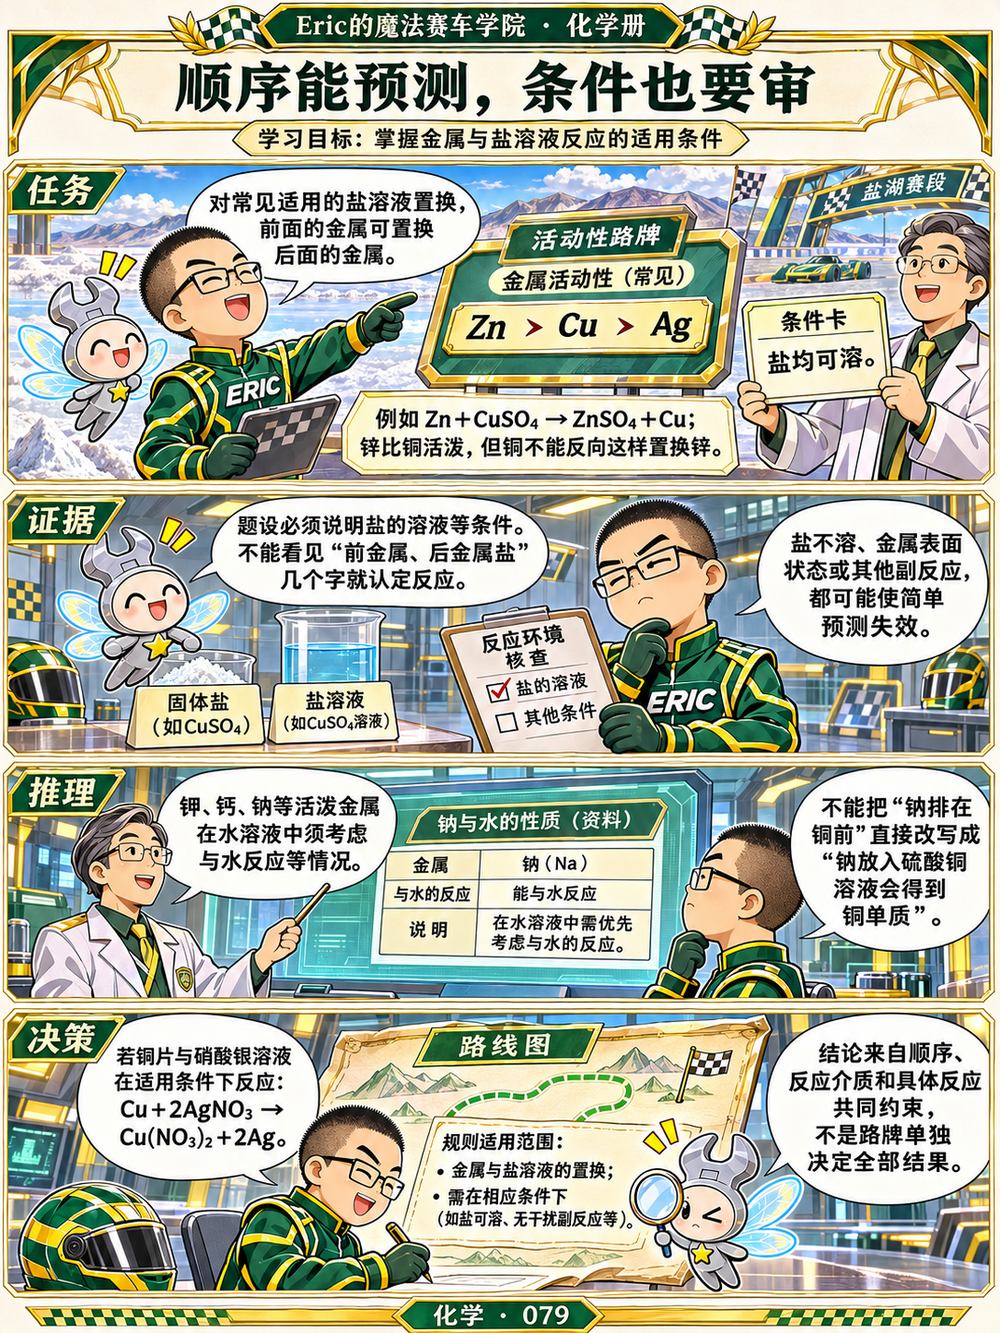 Eric的魔法赛车学院 · 化学册
顺序能预测，条件也要审
学习目标：掌握金属与盐溶液反应的适用条件
任务
对常见适用的盐溶液置换，
前面的金属可置换
后面的金属。
活动性路牌
金属活动性（常见）
Zn > Cu > Ag
盐湖赛段
条件卡
盐均可溶。
ERIC
例如 Zn＋CuSO₄ → ZnSO₄＋Cu；
锌比铜活泼，但铜不能反向这样置换锌。
证据
题设必须说明盐的溶液等条件。
不能看见“前金属、后金属盐”
几个字就认定反应。
固体盐
（如CuSO₄）
盐溶液
（如CuSO₄溶液）
反应环境
核查
盐的溶液
其他条件
ERIC
盐不溶、金属表面
状态或其他副反应，
都可能使简单
预测失效。
推理
钾、钙、钠等活泼金属
在水溶液中须考虑
与水反应等情况。
钠与水的性质（资料）
金属 钠（Na）
与水的反应 能与水反应
说明 在水溶液中需优先
考虑与水的反应。
不能把“钠排在
铜前”直接改写成
“钠放入硫酸铜
溶液会得到
铜单质”。
决策
若铜片与硝酸银溶液
在适用条件下反应：
Cu＋2AgNO₃ →
Cu(NO₃)₂＋2Ag。
路线图
规则适用范围：
• 金属与盐溶液的置换；
• 需在相应条件下
（如盐可溶、无干扰副反应等）。
结论来自顺序、
反应介质和具体反应
共同约束，
不是路牌单独
决定全部结果。
化学 · 079